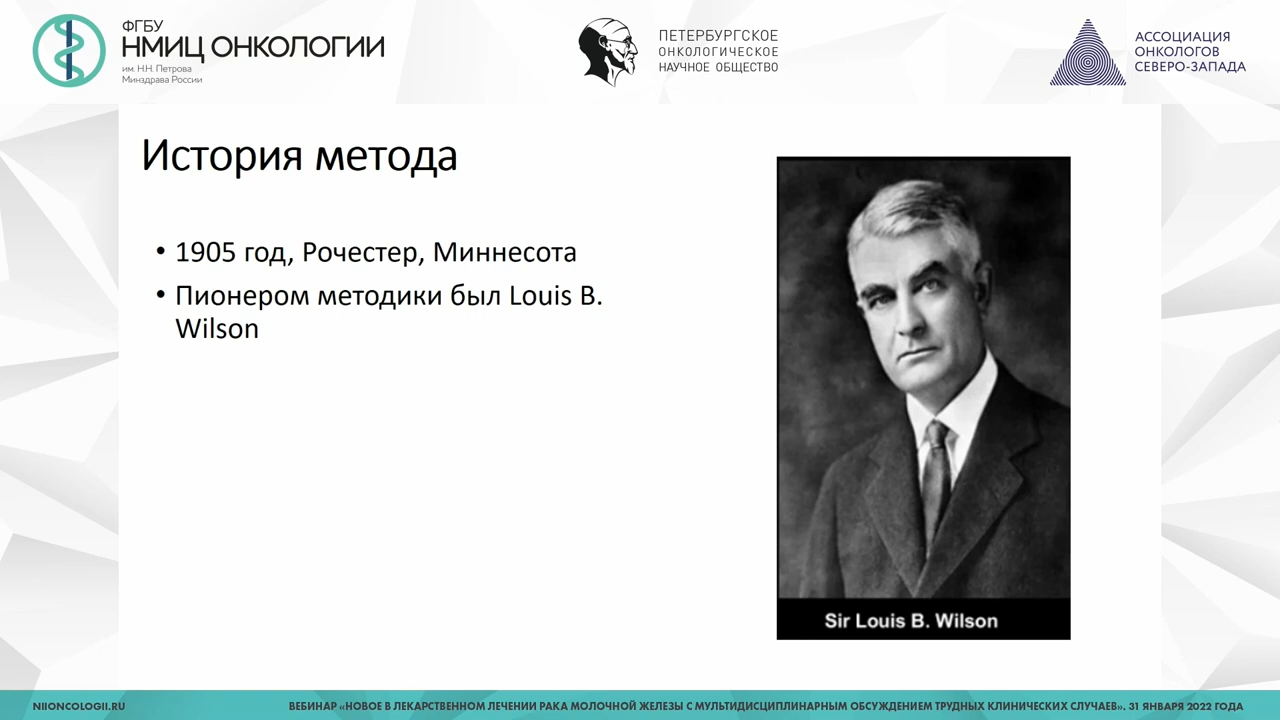 ФГБУ
НМИЦ ОНКОЛОГИИ
им. Н.Н. Петрова
Минздрава России
ПЕТЕРБУРГСКОЕ
ОНКОЛОГИЧЕСКОЕ
НАУЧНОЕ ОБЩЕСТВО
АССОЦИАЦИЯ
ОНКОЛОГОВ
СЕВЕРО-ЗАПАДА
История метода
• 1905 год, Рочестер, Миннесота
• Пионером методики был Louis B.
Wilson
Sir Louis B. Wilson
NIIONCOLOGII.RU
ВЕБИНАР «НОВОЕ В ЛЕКАРСТВЕННОМ ЛЕЧЕНИИ РАКА МОЛОЧНОЙ ЖЕЛЕЗЫ С МУЛЬТИДИСЦИПЛИНАРНЫМ ОБСУЖДЕНИЕМ ТРУДНЫХ КЛИНИЧЕСКИХ СЛУЧАЕВ». 31 ЯНВАРЯ 2022 ГОДА